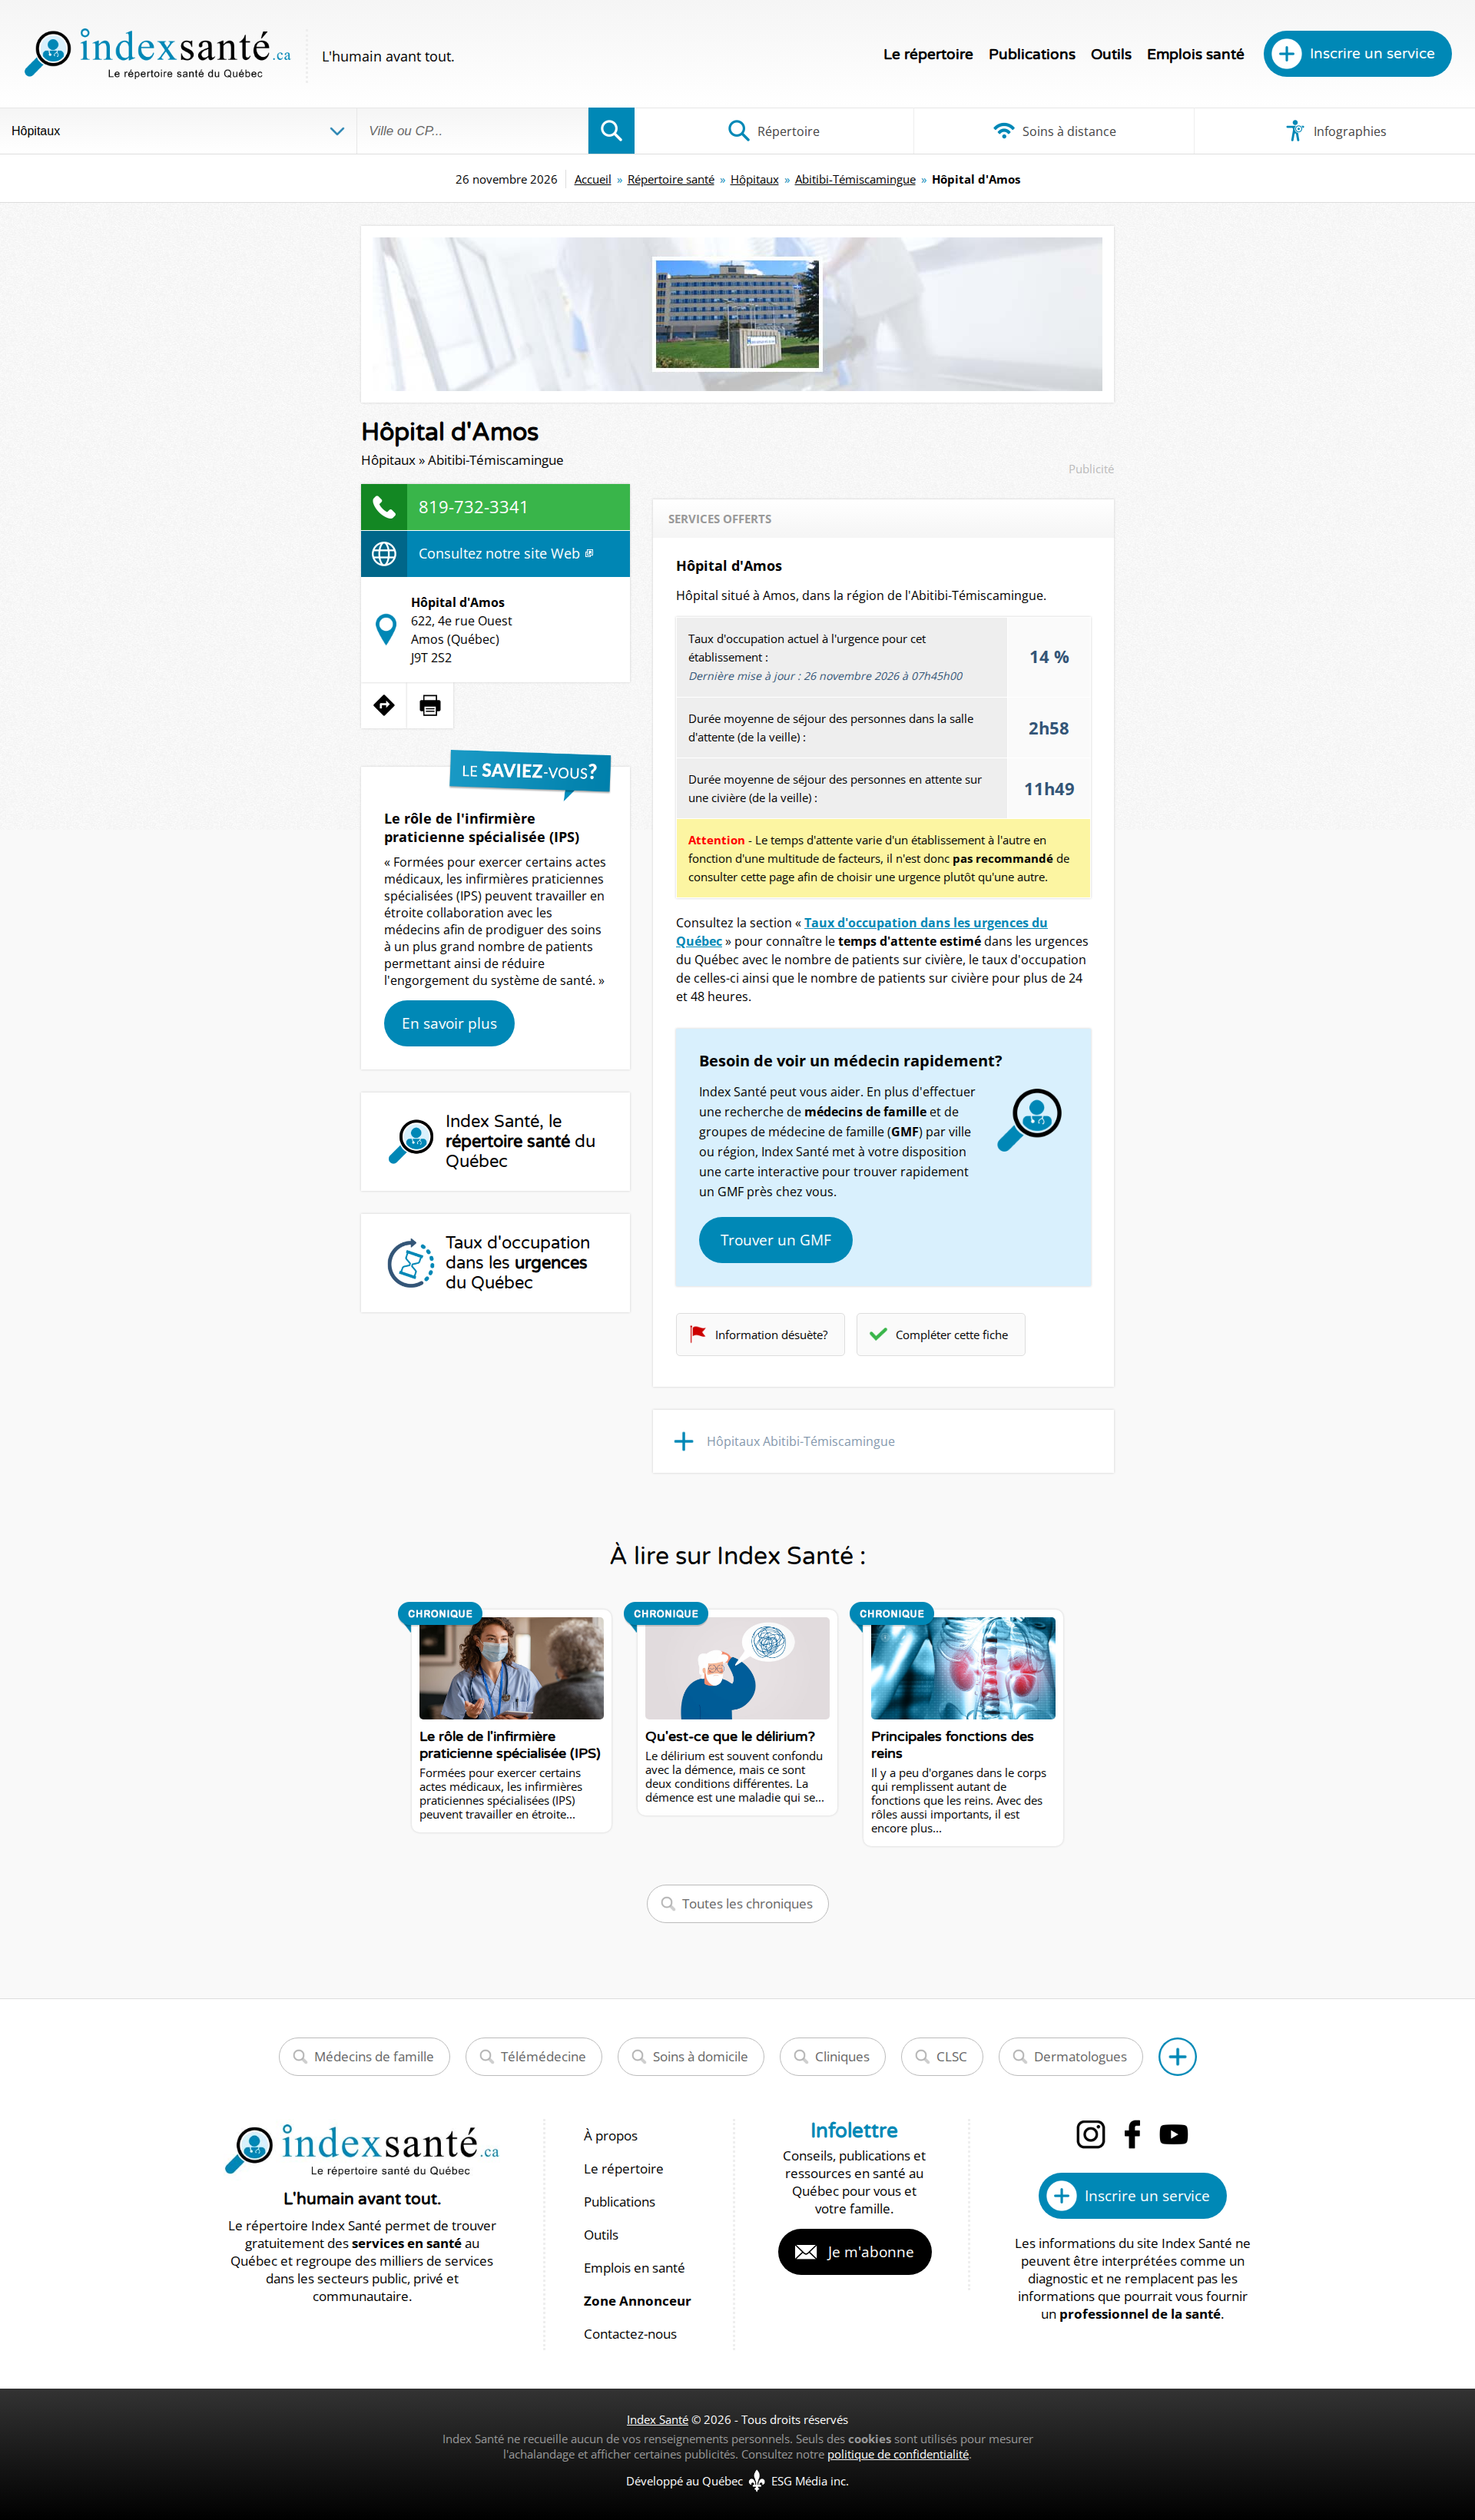 indexsanté.ca
Le répertoire santé du Québec
L'humain avant tout.
Le répertoire
Publications
Outils
Emplois santé
Inscrire un service
Hôpitaux
Ville ou CP...
Répertoire
Soins à distance
Infographies
26 novembre 2026
Accueil » Répertoire santé » Hôpitaux » Abitibi-Témiscamingue » Hôpital d'Amos
Hôpital d'Amos
Hôpitaux » Abitibi-Témiscamingue
819-732-3341
Consultez notre site Web
Hôpital d'Amos
622, 4e rue Ouest
Amos (Québec)
J9T 2S2
LE SAVIEZ-VOUS?
Le rôle de l'infirmière
praticienne spécialisée (IPS)
« Formées pour exercer certains actes
médicaux, les infirmières praticiennes
spécialisées (IPS) peuvent travailler en
étroite collaboration avec les
médecins afin de prodiguer des soins
à un plus grand nombre de patients
permettant ainsi de réduire
l'engorgement du système de santé. »
En savoir plus
Index Santé, le
répertoire santé du
Québec
Taux d'occupation
dans les urgences
du Québec
Publicité
SERVICES OFFERTS
Hôpital d'Amos
Hôpital situé à Amos, dans la région de l'Abitibi-Témiscamingue.
Taux d'occupation actuel à l'urgence pour cet
établissement :
Dernière mise à jour : 26 novembre 2026 à 07h45h00
14 %
Durée moyenne de séjour des personnes dans la salle
d'attente (de la veille) :
2h58
Durée moyenne de séjour des personnes en attente sur
une civière (de la veille) :
11h49
Attention - Le temps d'attente varie d'un établissement à l'autre en
fonction d'une multitude de facteurs, il n'est donc pas recommandé de
consulter cette page afin de choisir une urgence plutôt qu'une autre.
Consultez la section « Taux d'occupation dans les urgences du
Québec » pour connaître le temps d'attente estimé dans les urgences
du Québec avec le nombre de patients sur civière, le taux d'occupation
de celles-ci ainsi que le nombre de patients sur civière pour plus de 24
et 48 heures.
Besoin de voir un médecin rapidement?
Index Santé peut vous aider. En plus d'effectuer
une recherche de médecins de famille et de
groupes de médecine de famille (GMF) par ville
ou région, Index Santé met à votre disposition
une carte interactive pour trouver rapidement
un GMF près chez vous.
Trouver un GMF
Information désuète?
Compléter cette fiche
Hôpitaux Abitibi-Témiscamingue
À lire sur Index Santé :
CHRONIQUE
Le rôle de l'infirmière
praticienne spécialisée (IPS)
Formées pour exercer certains
actes médicaux, les infirmières
praticiennes spécialisées (IPS)
peuvent travailler en étroite...
CHRONIQUE
Qu'est-ce que le délirium?
Le délirium est souvent confondu
avec la démence, mais ce sont
deux conditions différentes. La
démence est une maladie qui se...
CHRONIQUE
Principales fonctions des
reins
Il y a peu d'organes dans le corps
qui remplissent autant de
fonctions que les reins. Avec des
rôles aussi importants, il est
encore plus...
Toutes les chroniques
Médecins de famille
Télémédecine
Soins à domicile
Cliniques
CLSC
Dermatologues
indexsanté.ca
Le répertoire santé du Québec
L'humain avant tout.
Le répertoire Index Santé permet de trouver
gratuitement des services en santé au
Québec et regroupe des milliers de services
dans les secteurs public, privé et
communautaire.
À propos
Le répertoire
Publications
Outils
Emplois en santé
Zone Annonceur
Contactez-nous
Infolettre
Conseils, publications et
ressources en santé au
Québec pour vous et
votre famille.
Je m'abonne
Inscrire un service
Les informations du site Index Santé ne
peuvent être interprétées comme un
diagnostic et ne remplacent pas les
informations que pourrait vous fournir
un professionnel de la santé.
Index Santé © 2026 - Tous droits réservés
Index Santé ne recueille aucun de vos renseignements personnels. Seuls des cookies sont utilisés pour mesurer
l'achalandage et afficher certaines publicités. Consultez notre politique de confidentialité.
Développé au Québec ESG Média inc.